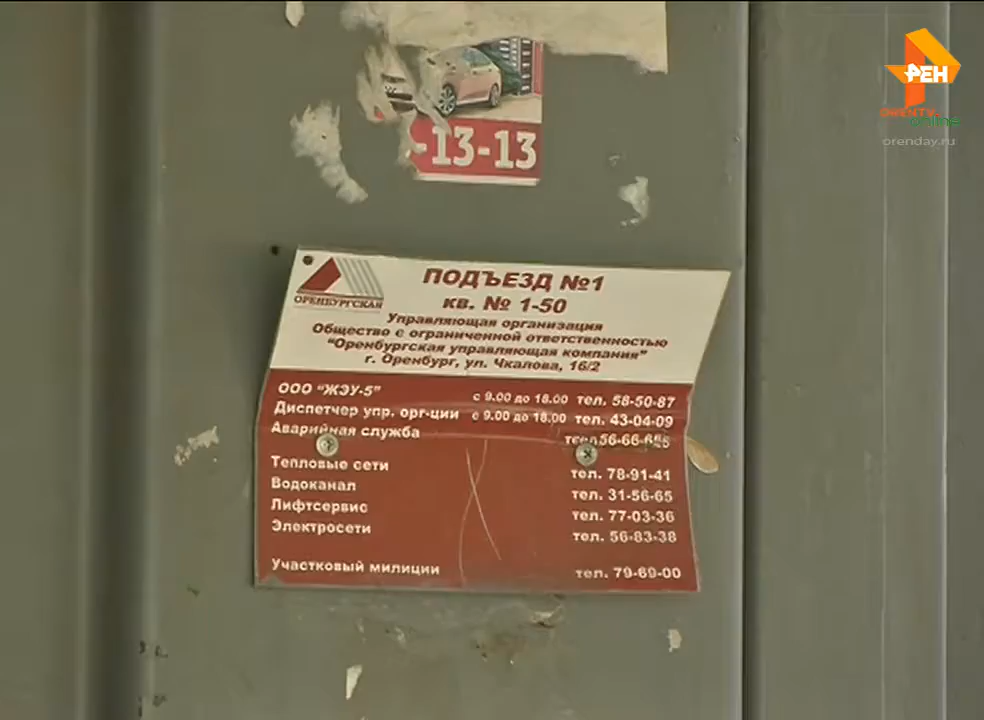 РЕН
online
orenday.ru
-13-13
ОРЕНБУРГСКАЯ
ПОДЪЕЗД №1
кв. № 1-50
Управляющая организация
Общество с ограниченной ответственностью
"Оренбургская управляющая компания"
г. Оренбург, ул. Чкалова, 16/2
ООО "ЖЭУ-5" с 9.00 до 18.00 тел. 58-50-87
Диспетчер упр. орг-ции с 9.00 до 18.00 тел. 43-04-09
Аварийная служба
Тепловые сети тел. 78-91-41
Водоканал тел. 31-56-65
Лифтсервис тел. 77-03-36
Электросети тел. 56-83-38
Участковый милиции тел. 79-69-00